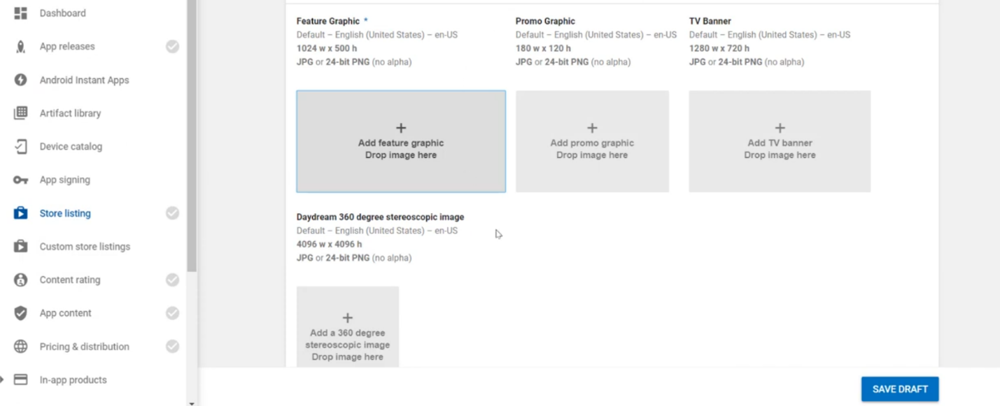 Dashboard
App releases
Android Instant Apps
Artifact library
Device catalog
App signing
Store listing
Custom store listings
Content rating
App content
Pricing & distribution
In-app products
Feature Graphic *
Default – English (United States) – en-US
1024 w x 500 h
JPG or 24-bit PNG (no alpha)
+
Add feature graphic
Drop image here
Promo Graphic
Default – English (United States) – en-US
180 w x 120 h
JPG or 24-bit PNG (no alpha)
+
Add promo graphic
Drop image here
TV Banner
Default – English (United States) – en-US
1280 w x 720 h
JPG or 24-bit PNG (no alpha)
+
Add TV banner
Drop image here
Daydream 360 degree stereoscopic image
Default – English (United States) – en-US
4096 w x 4096 h
JPG or 24-bit PNG (no alpha)
+
Add a 360 degree
stereoscopic image
Drop image here
SAVE DRAFT